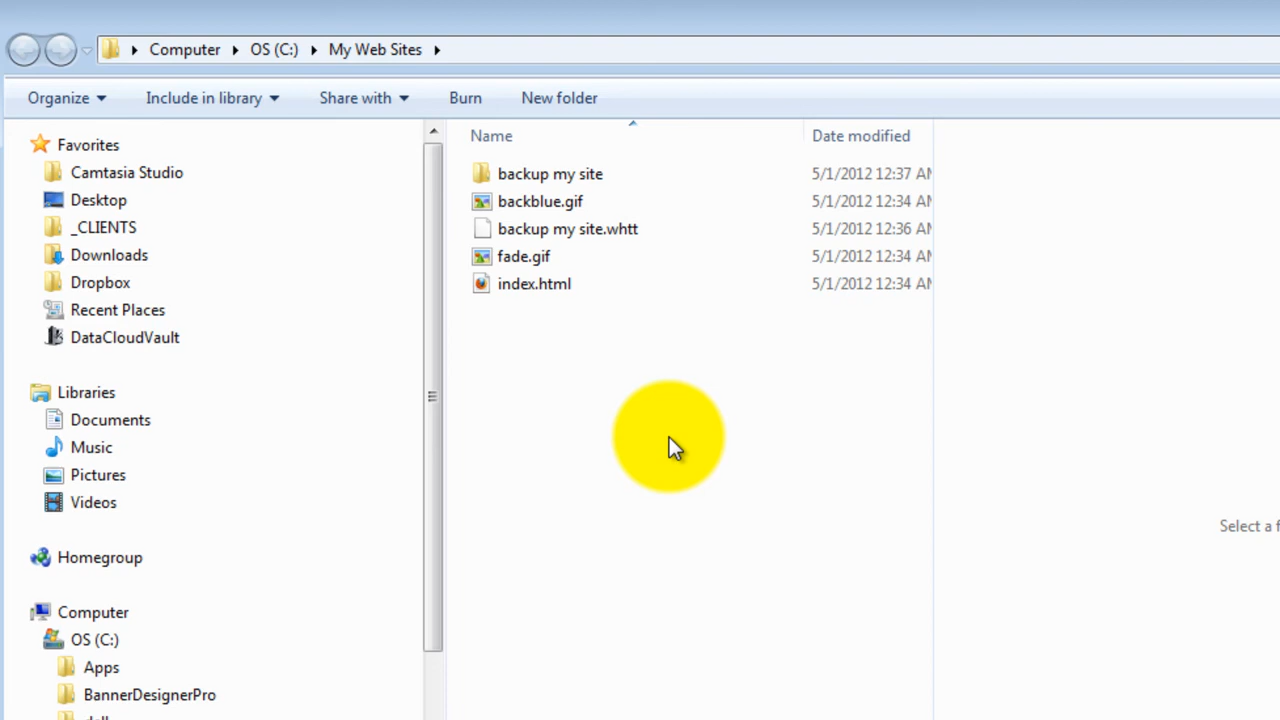 Computer OS (C:) My Web Sites
Organize Include in library Share with Burn New folder
Name Date modified
Favorites
Camtasia Studio
Desktop
_CLIENTS
Downloads
Dropbox
Recent Places
DataCloudVault
Libraries
Documents
Music
Pictures
Videos
Homegroup
Computer
OS (C:)
Apps
BannerDesignerPro
backup my site 5/1/2012 12:37 AM
backblue.gif 5/1/2012 12:34 AM
backup my site.whtt 5/1/2012 12:36 AM
fade.gif 5/1/2012 12:34 AM
index.html 5/1/2012 12:34 AM
Select a f